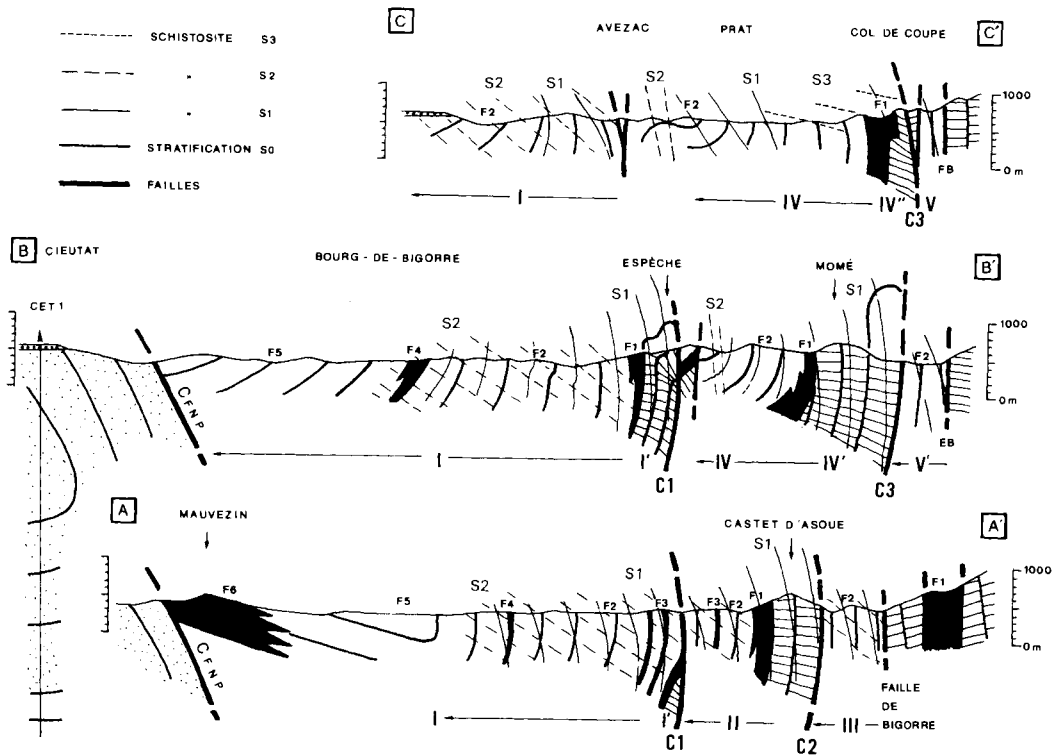 SCHISTOSITE S3
" S2
" S1
STRATIFICATION S0
FAILLES
C AVEZAC PRAT COL DE COUPE C'
S2 S1 S2 S1 S3
F2 F2 F1
1000
0 m
FB
I IV IV" V
C3
B CIEUTAT BOURG-DE-BIGORRE ESPÈCHE MOMÉ B'
CET1
S2 S1 S2 S1
F5 F4 F2 F1 F2 F1 F2
1000
0 m
CFNP
EB
I I' IV IV' V'
C1 C3
A MAUVEZIN CASTET D'ASOUE A'
S2 S1 S1
F6 F5 F4 F2 F3 F3 F2 F1 F2 F1
1000
0 m
CFNP
FAILLE
DE
BIGORRE
I I' II III
C1 C2